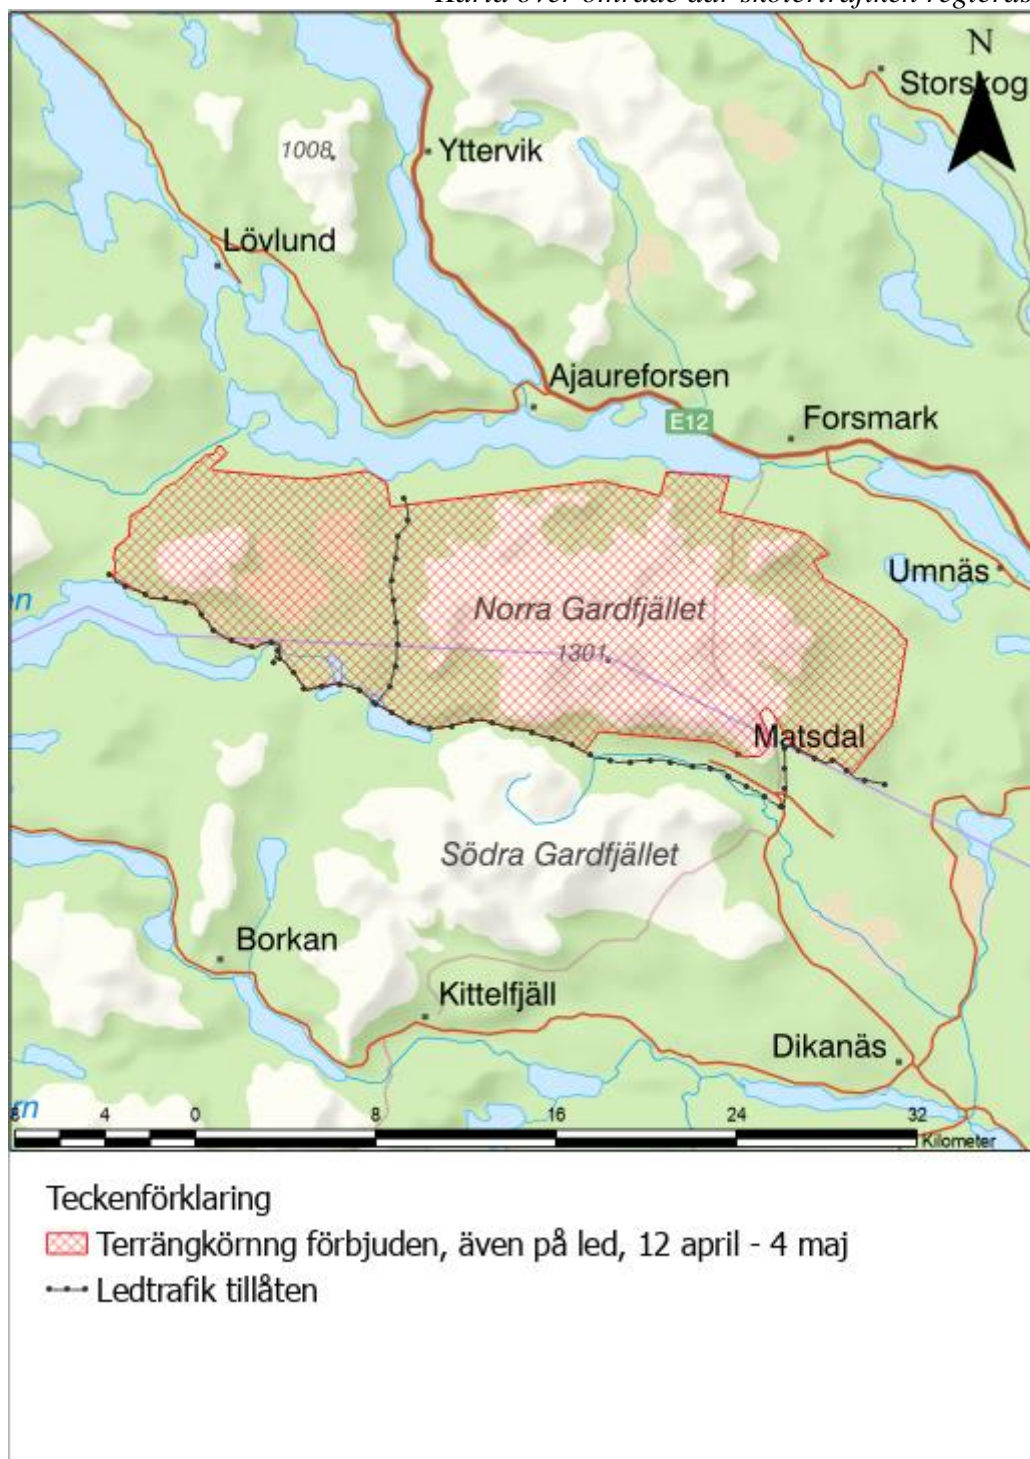 Karta över område där skotertrafiken regleras
N
Storskog
1008
Yttervik
Lövlund
Ajaureforsen
E12
Forsmark
Umnäs
Norra Gardfjället
1301
Matsdal
Södra Gardfjället
Borkan
Kittelfjäll
Dikanäs
8 4 0 8 16 24 32
Kilometer
Teckenförklaring
Terrängkörnng förbjuden, även på led, 12 april - 4 maj
Ledtrafik tillåten